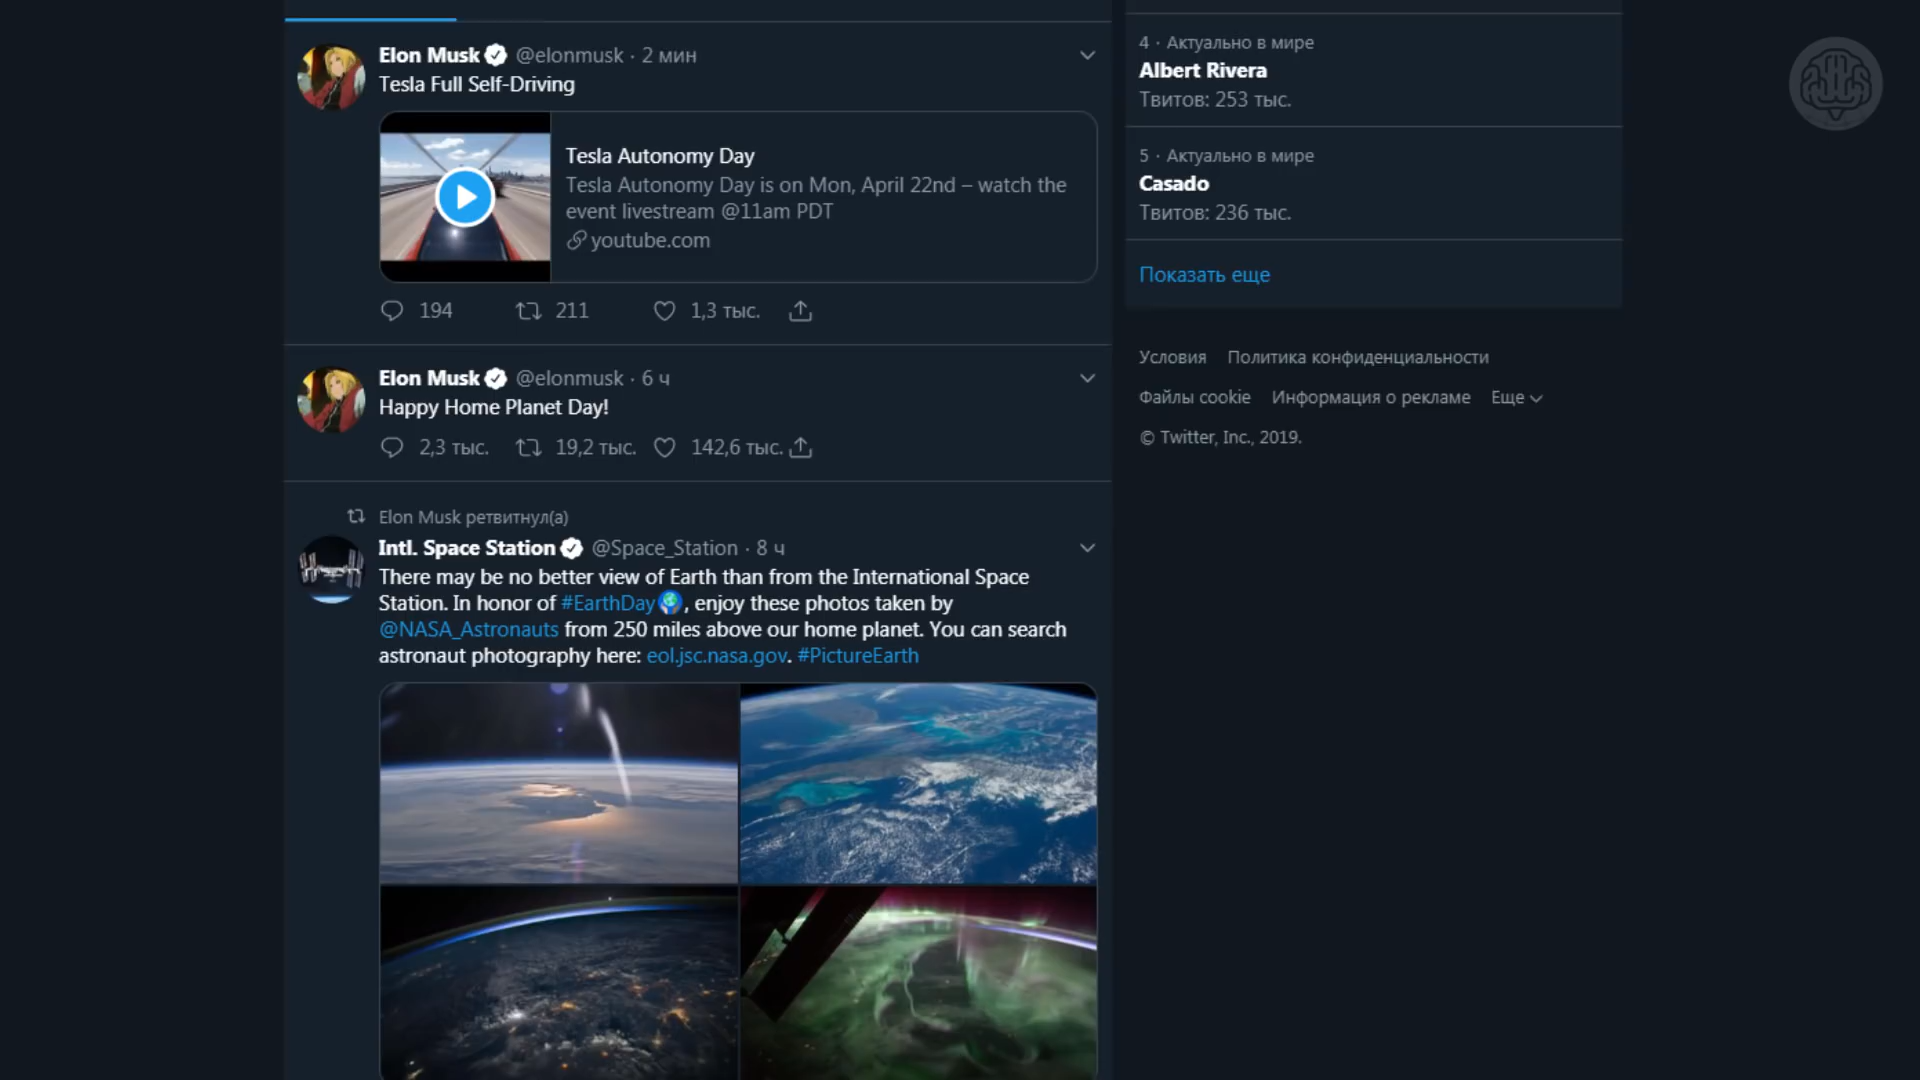 Elon Musk @elonmusk · 2 мин
Tesla Full Self-Driving
Tesla Autonomy Day
Tesla Autonomy Day is on Mon, April 22nd – watch the
event livestream @11am PDT
youtube.com
194 211 1,3 тыс.
Elon Musk @elonmusk · 6 ч
Happy Home Planet Day!
2,3 тыс. 19,2 тыс. 142,6 тыс.
Elon Musk ретвитнул(а)
Intl. Space Station @Space_Station · 8 ч
There may be no better view of Earth than from the International Space
Station. In honor of #EarthDay, enjoy these photos taken by
@NASA_Astronauts from 250 miles above our home planet. You can search
astronaut photography here: eol.jsc.nasa.gov. #PictureEarth
4 · Актуально в мире
Albert Rivera
Твитов: 253 тыс.
5 · Актуально в мире
Casado
Твитов: 236 тыс.
Показать еще
Условия Политика конфиденциальности
Файлы cookie Информация о рекламе Еще
© Twitter, Inc., 2019.